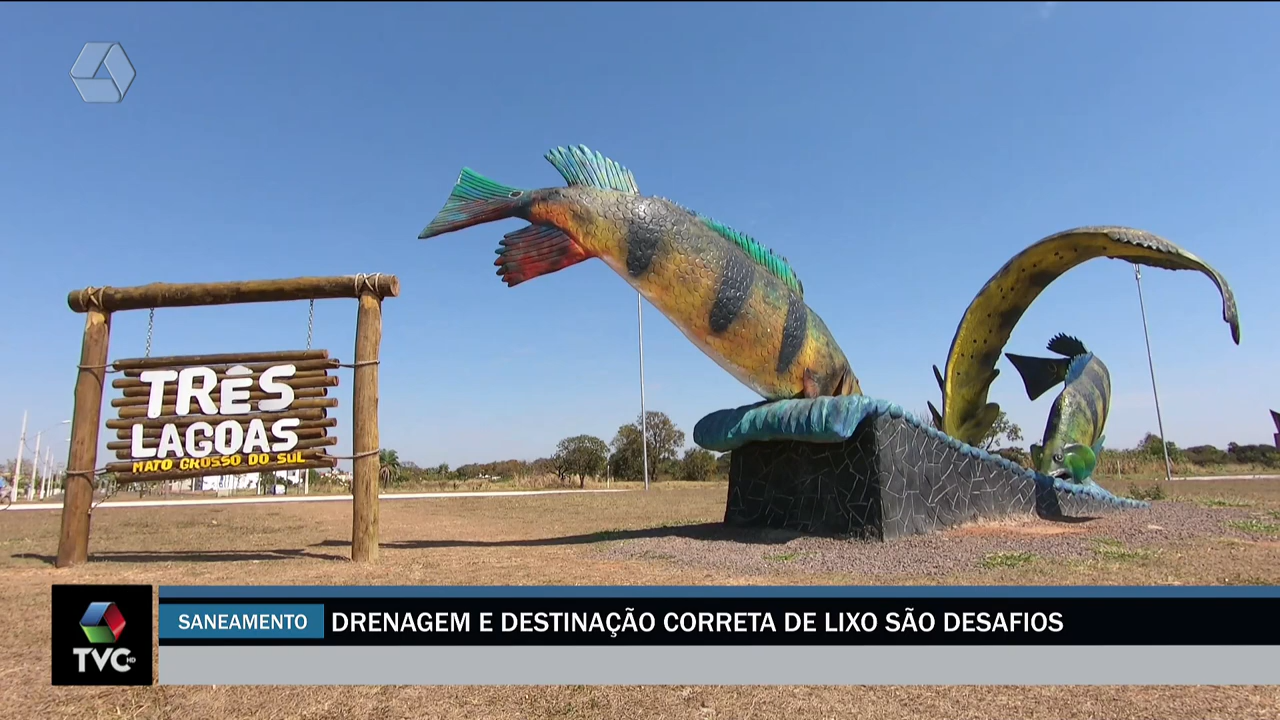 TRÊS
LAGOAS
MATO GROSSO DO SUL
SANEAMENTO
DRENAGEM E DESTINAÇÃO CORRETA DE LIXO SÃO DESAFIOS
TVC HD